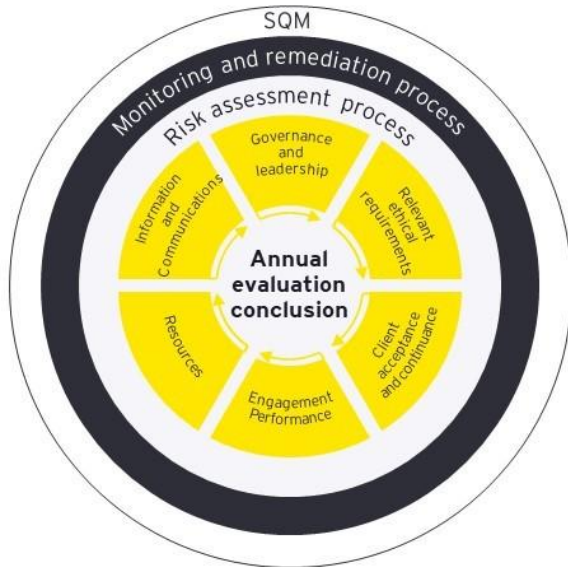 SQM
Monitoring and remediation process
Risk assessment process
Governance
and
leadership
Relevant
ethical
requirements
Client
acceptance
and continuance
Engagement
Performance
Resources
Information
and
Communications
Annual
evaluation
conclusion